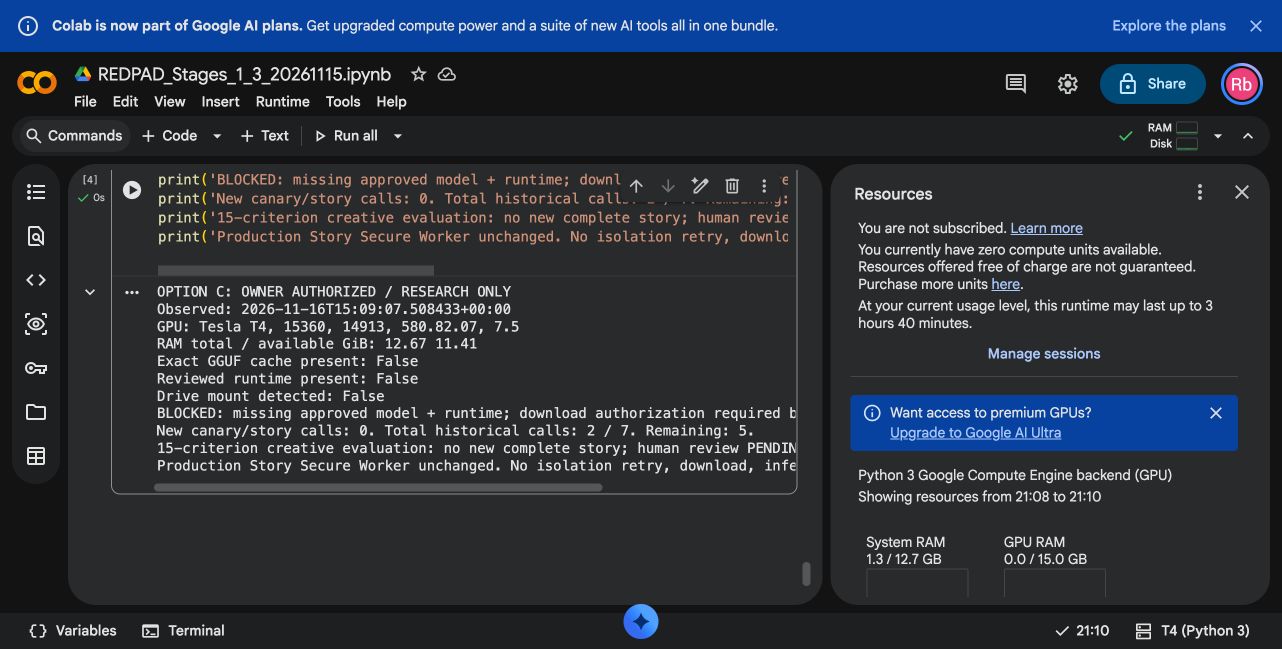 Colab is now part of Google AI plans. Get upgraded compute power and a suite of new AI tools all in one bundle.
Explore the plans
REDPAD_Stages_1_3_20261115.ipynb
File Edit View Insert Runtime Tools Help
Share
Rb
Commands + Code + Text Run all
RAM
Disk
[4]
0s
print('BLOCKED: missing approved model + runtime; downl
print('New canary/story calls: 0. Total historical
print('15-criterion creative evaluation: no new complete story; human revie
print('Production Story Secure Worker unchanged. No isolation retry, downlo
OPTION C: OWNER AUTHORIZED / RESEARCH ONLY
Observed: 2026-11-16T15:09:07.508433+00:00
GPU: Tesla T4, 15360, 14913, 580.82.07, 7.5
RAM total / available GiB: 12.67 11.41
Exact GGUF cache present: False
Reviewed runtime present: False
Drive mount detected: False
BLOCKED: missing approved model + runtime; download authorization required b
New canary/story calls: 0. Total historical calls: 2 / 7. Remaining: 5.
15-criterion creative evaluation: no new complete story; human review PENDIN
Production Story Secure Worker unchanged. No isolation retry, download, infe
Resources
You are not subscribed. Learn more
You currently have zero compute units available.
Resources offered free of charge are not guaranteed.
Purchase more units here.
At your current usage level, this runtime may last up to 3
hours 40 minutes.
Manage sessions
Want access to premium GPUs?
Upgrade to Google AI Ultra
Python 3 Google Compute Engine backend (GPU)
Showing resources from 21:08 to 21:10
System RAM
1.3 / 12.7 GB
GPU RAM
0.0 / 15.0 GB
Variables
Terminal
21:10
T4 (Python 3)